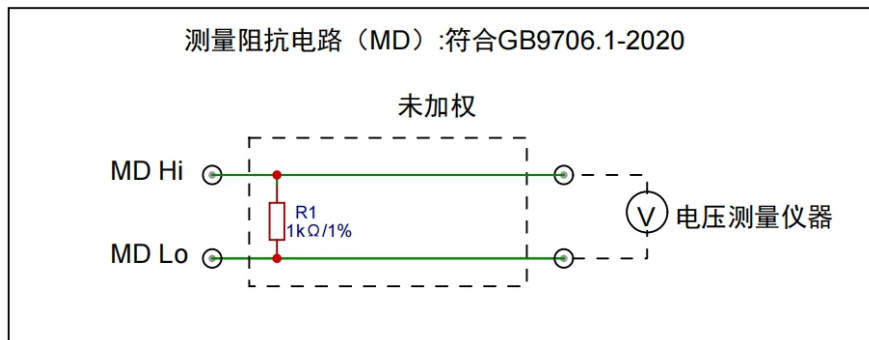 测量阻抗电路（MD）:符合GB9706.1-2020
未加权
MD Hi
R1
1kΩ/1%
V
电压测量仪器
MD Lo